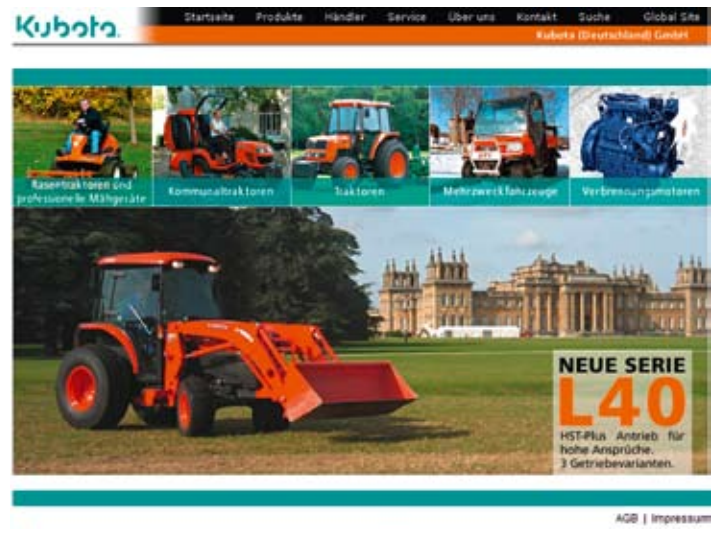 Kubota.
Startseite Produkte Händler Service Über uns Kontakt Suche Global Site
Kubota (Deutschland) GmbH
Rasentraktoren und
professionelle Mähgeräte
Kommunaltraktoren
Traktoren
Mehrzweckfahrzeuge
Verbrennungsmotoren
NEUE SERIE
L40
HST-Plus Antrieb für
hohe Ansprüche.
3 Getriebevarianten.
AGB | Impressum